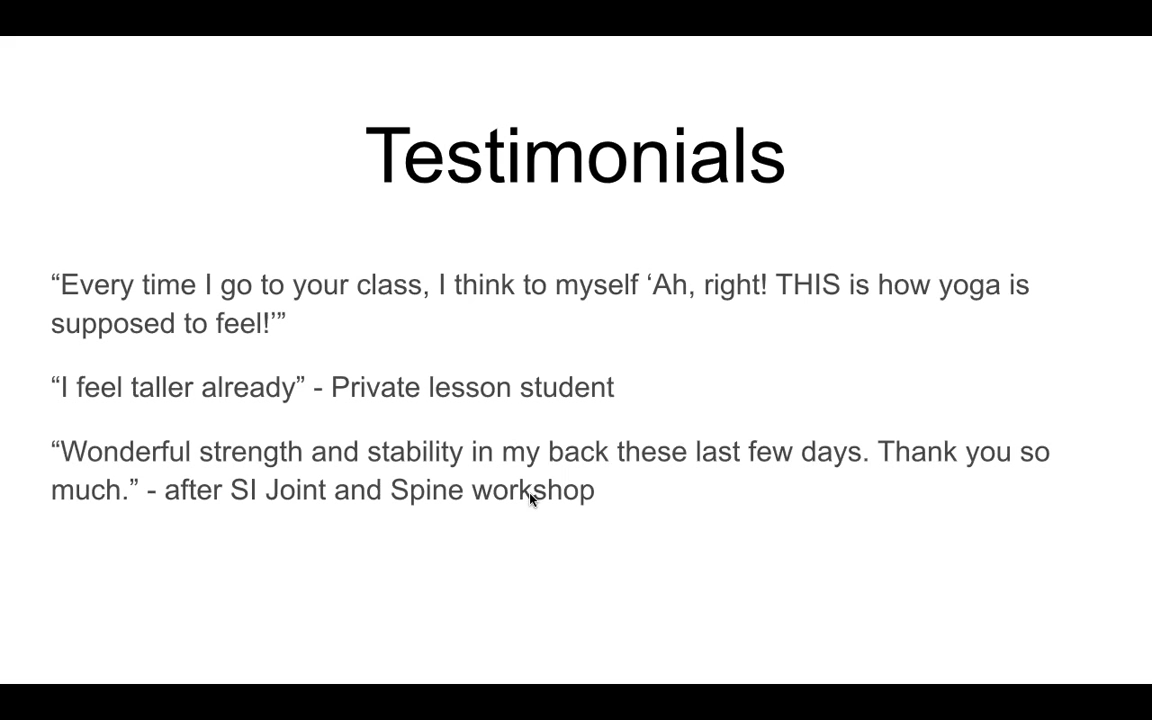 Testimonials
“Every time I go to your class, I think to myself ‘Ah, right! THIS is how yoga is
supposed to feel!’”
“I feel taller already” - Private lesson student
“Wonderful strength and stability in my back these last few days. Thank you so
much.” - after SI Joint and Spine workshop